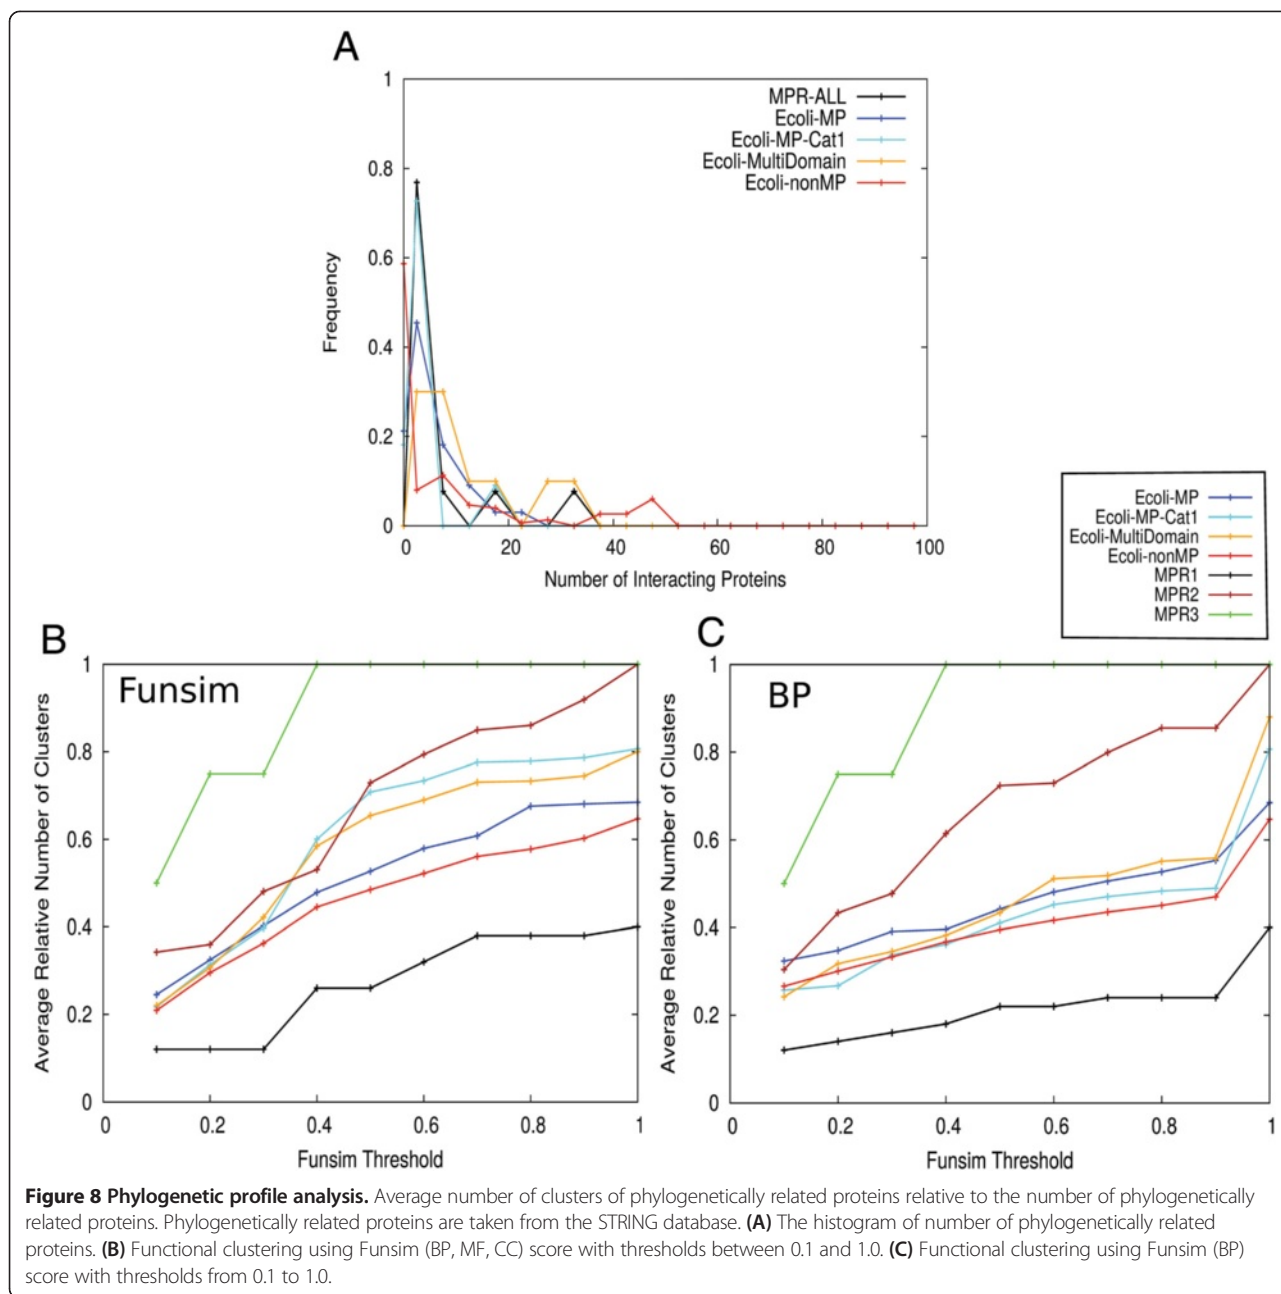 A
1
0.8
0.6
0.4
0.2
0
Frequency
MPR-ALL
Ecoli-MP
Ecoli-MP-Cat1
Ecoli-MultiDomain
Ecoli-nonMP
0 20 40 60 80 100
Number of Interacting Proteins
Ecoli-MP
Ecoli-MP-Cat1
Ecoli-MultiDomain
Ecoli-nonMP
MPR1
MPR2
MPR3
B
Funsim
1
0.8
0.6
0.4
0.2
0
Average Relative Number of Clusters
0 0.2 0.4 0.6 0.8 1
Funsim Threshold
C
BP
1
0.8
0.6
0.4
0.2
0
Average Relative Number of Clusters
0 0.2 0.4 0.6 0.8 1
Funsim Threshold
Figure 8 Phylogenetic profile analysis. Average number of clusters of phylogenetically related proteins relative to the number of phylogenetically
related proteins. Phylogenetically related proteins are taken from the STRING database. (A) The histogram of number of phylogenetically related
proteins. (B) Functional clustering using Funsim (BP, MF, CC) score with thresholds between 0.1 and 1.0. (C) Functional clustering using Funsim (BP)
score with thresholds from 0.1 to 1.0.